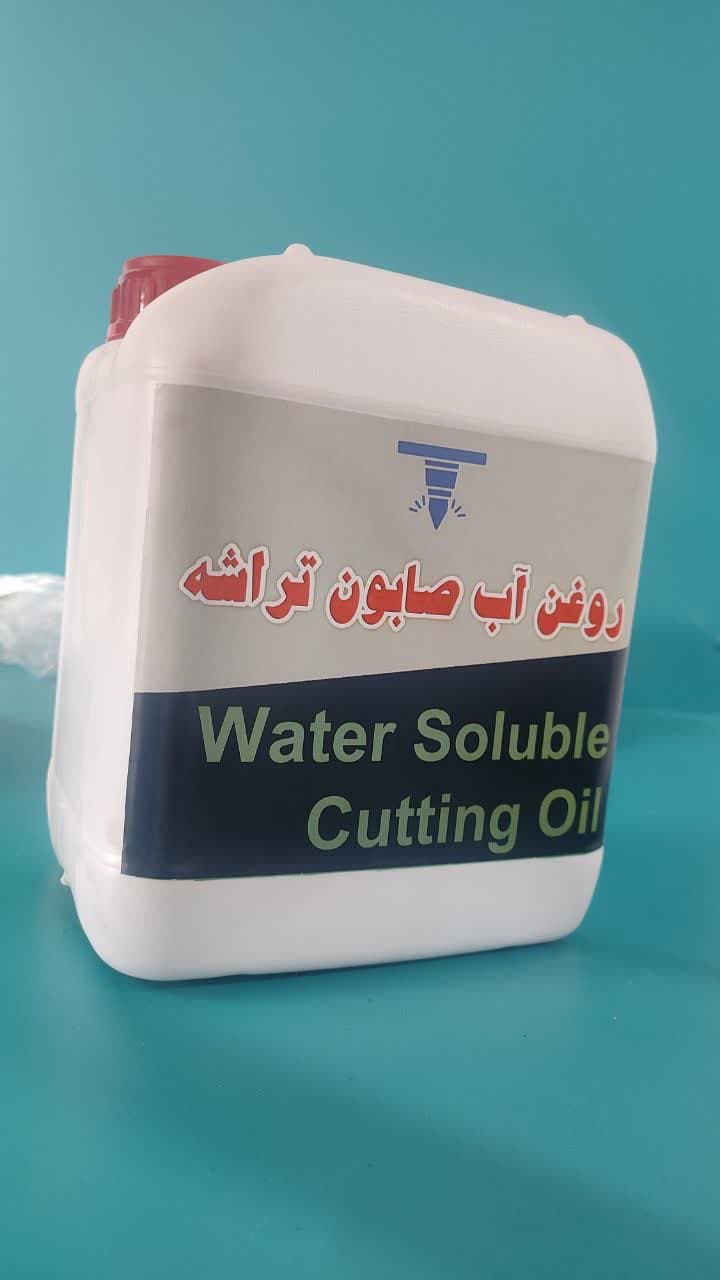 روغن آب صابون تراشه
Water Soluble
Cutting Oil